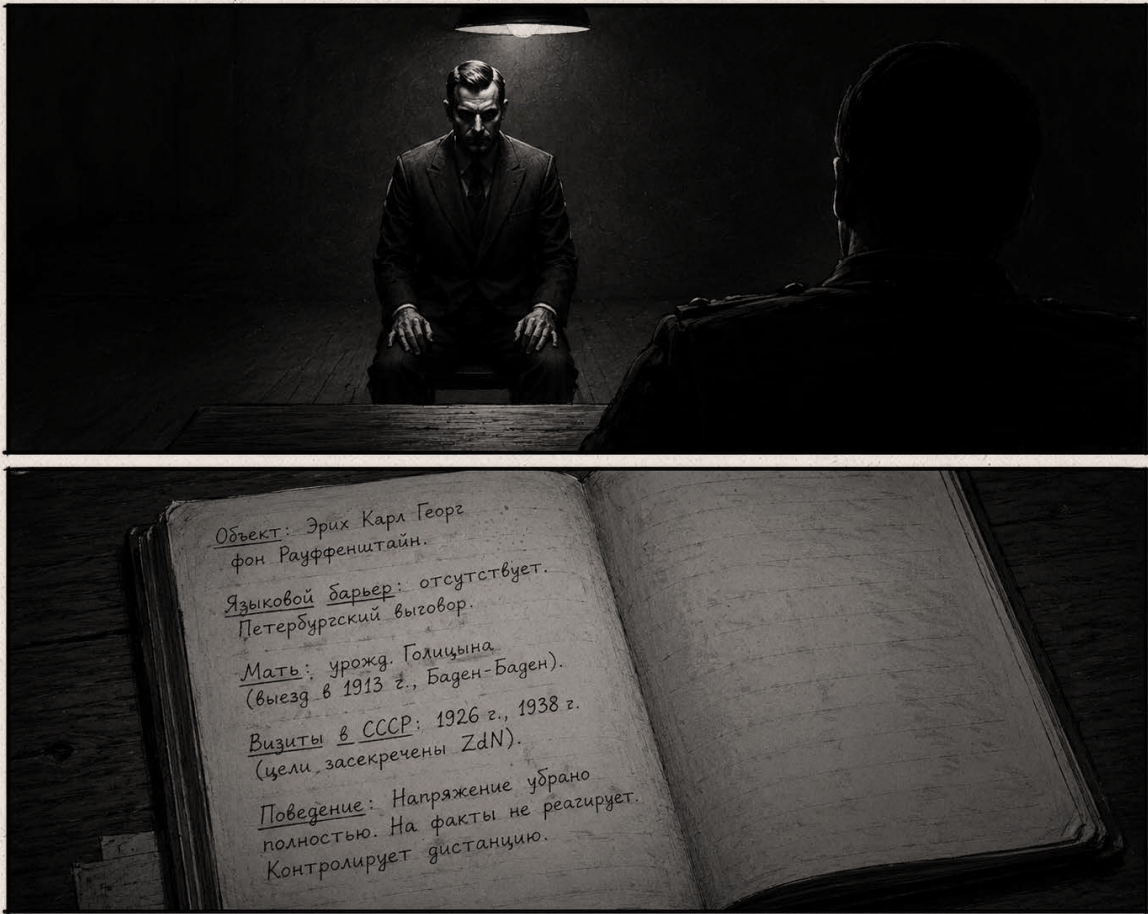 Объект: Эрих Карл Георг
фон Рауффенштайн.
Языковой барьер: отсутствует.
Петербургский выговор.
Мать: урожд. Голицына
(выезд в 1913 г., Баден-Баден).
Визиты в СССР: 1926 г., 1938 г.
(цели засекречены ZdN).
Поведение: Напряжение убрано
полностью. На факты не реагирует.
Контролирует дистанцию.